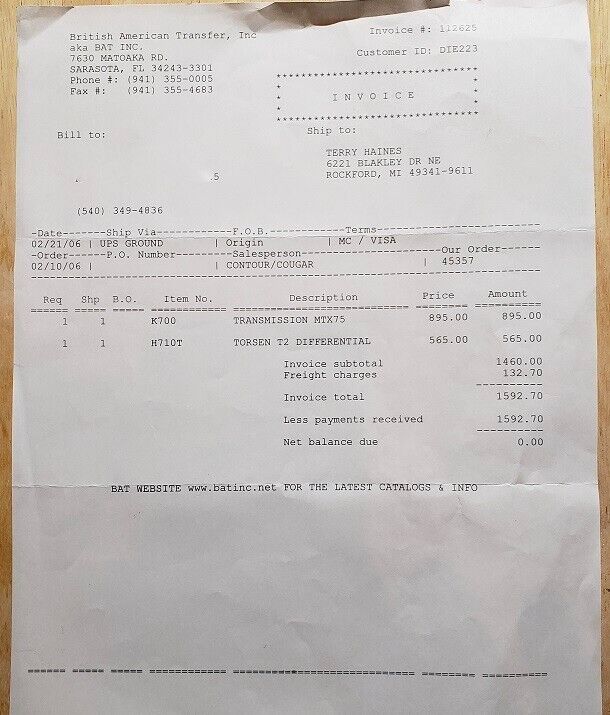 British American Transfer, Inc
aka BAT INC.
7630 MATOAKA RD.
SARASOTA, FL 34243-3301
Phone #: (941) 355-0005
Fax #: (941) 355-4683
Invoice #: 112625
Customer ID: DIE223
*********************************
* *
* I N V O I C E *
* *
*********************************
Bill to:
.5
(540) 349-4836
Ship to:
TERRY HAINES
6221 BLAKLEY DR NE
ROCKFORD, MI 49341-9611
-Date-------Ship Via-----------F.O.B.-------------Terms--------------------
02/21/06 | UPS GROUND | Origin | MC / VISA
-Order------P.O. Number--------Salesperson-----------------Our Order------
02/10/06 | | CONTOUR/COUGAR | 45357
---------------------------------------------------------------------------
Req Shp B.O. Item No. Description Price Amount
====== ===== ===== ============ ============================ ======== ==========
1 1 K700 TRANSMISSION MTX75 895.00 895.00
1 1 H710T TORSEN T2 DIFFERENTIAL 565.00 565.00
Invoice subtotal 1460.00
Freight charges 132.70
----------
Invoice total 1592.70
Less payments received 1592.70
----------
Net balance due 0.00
BAT WEBSITE www.batinc.net FOR THE LATEST CATALOGS & INFO
====== ===== ===== ============ ============================ ======== ==========